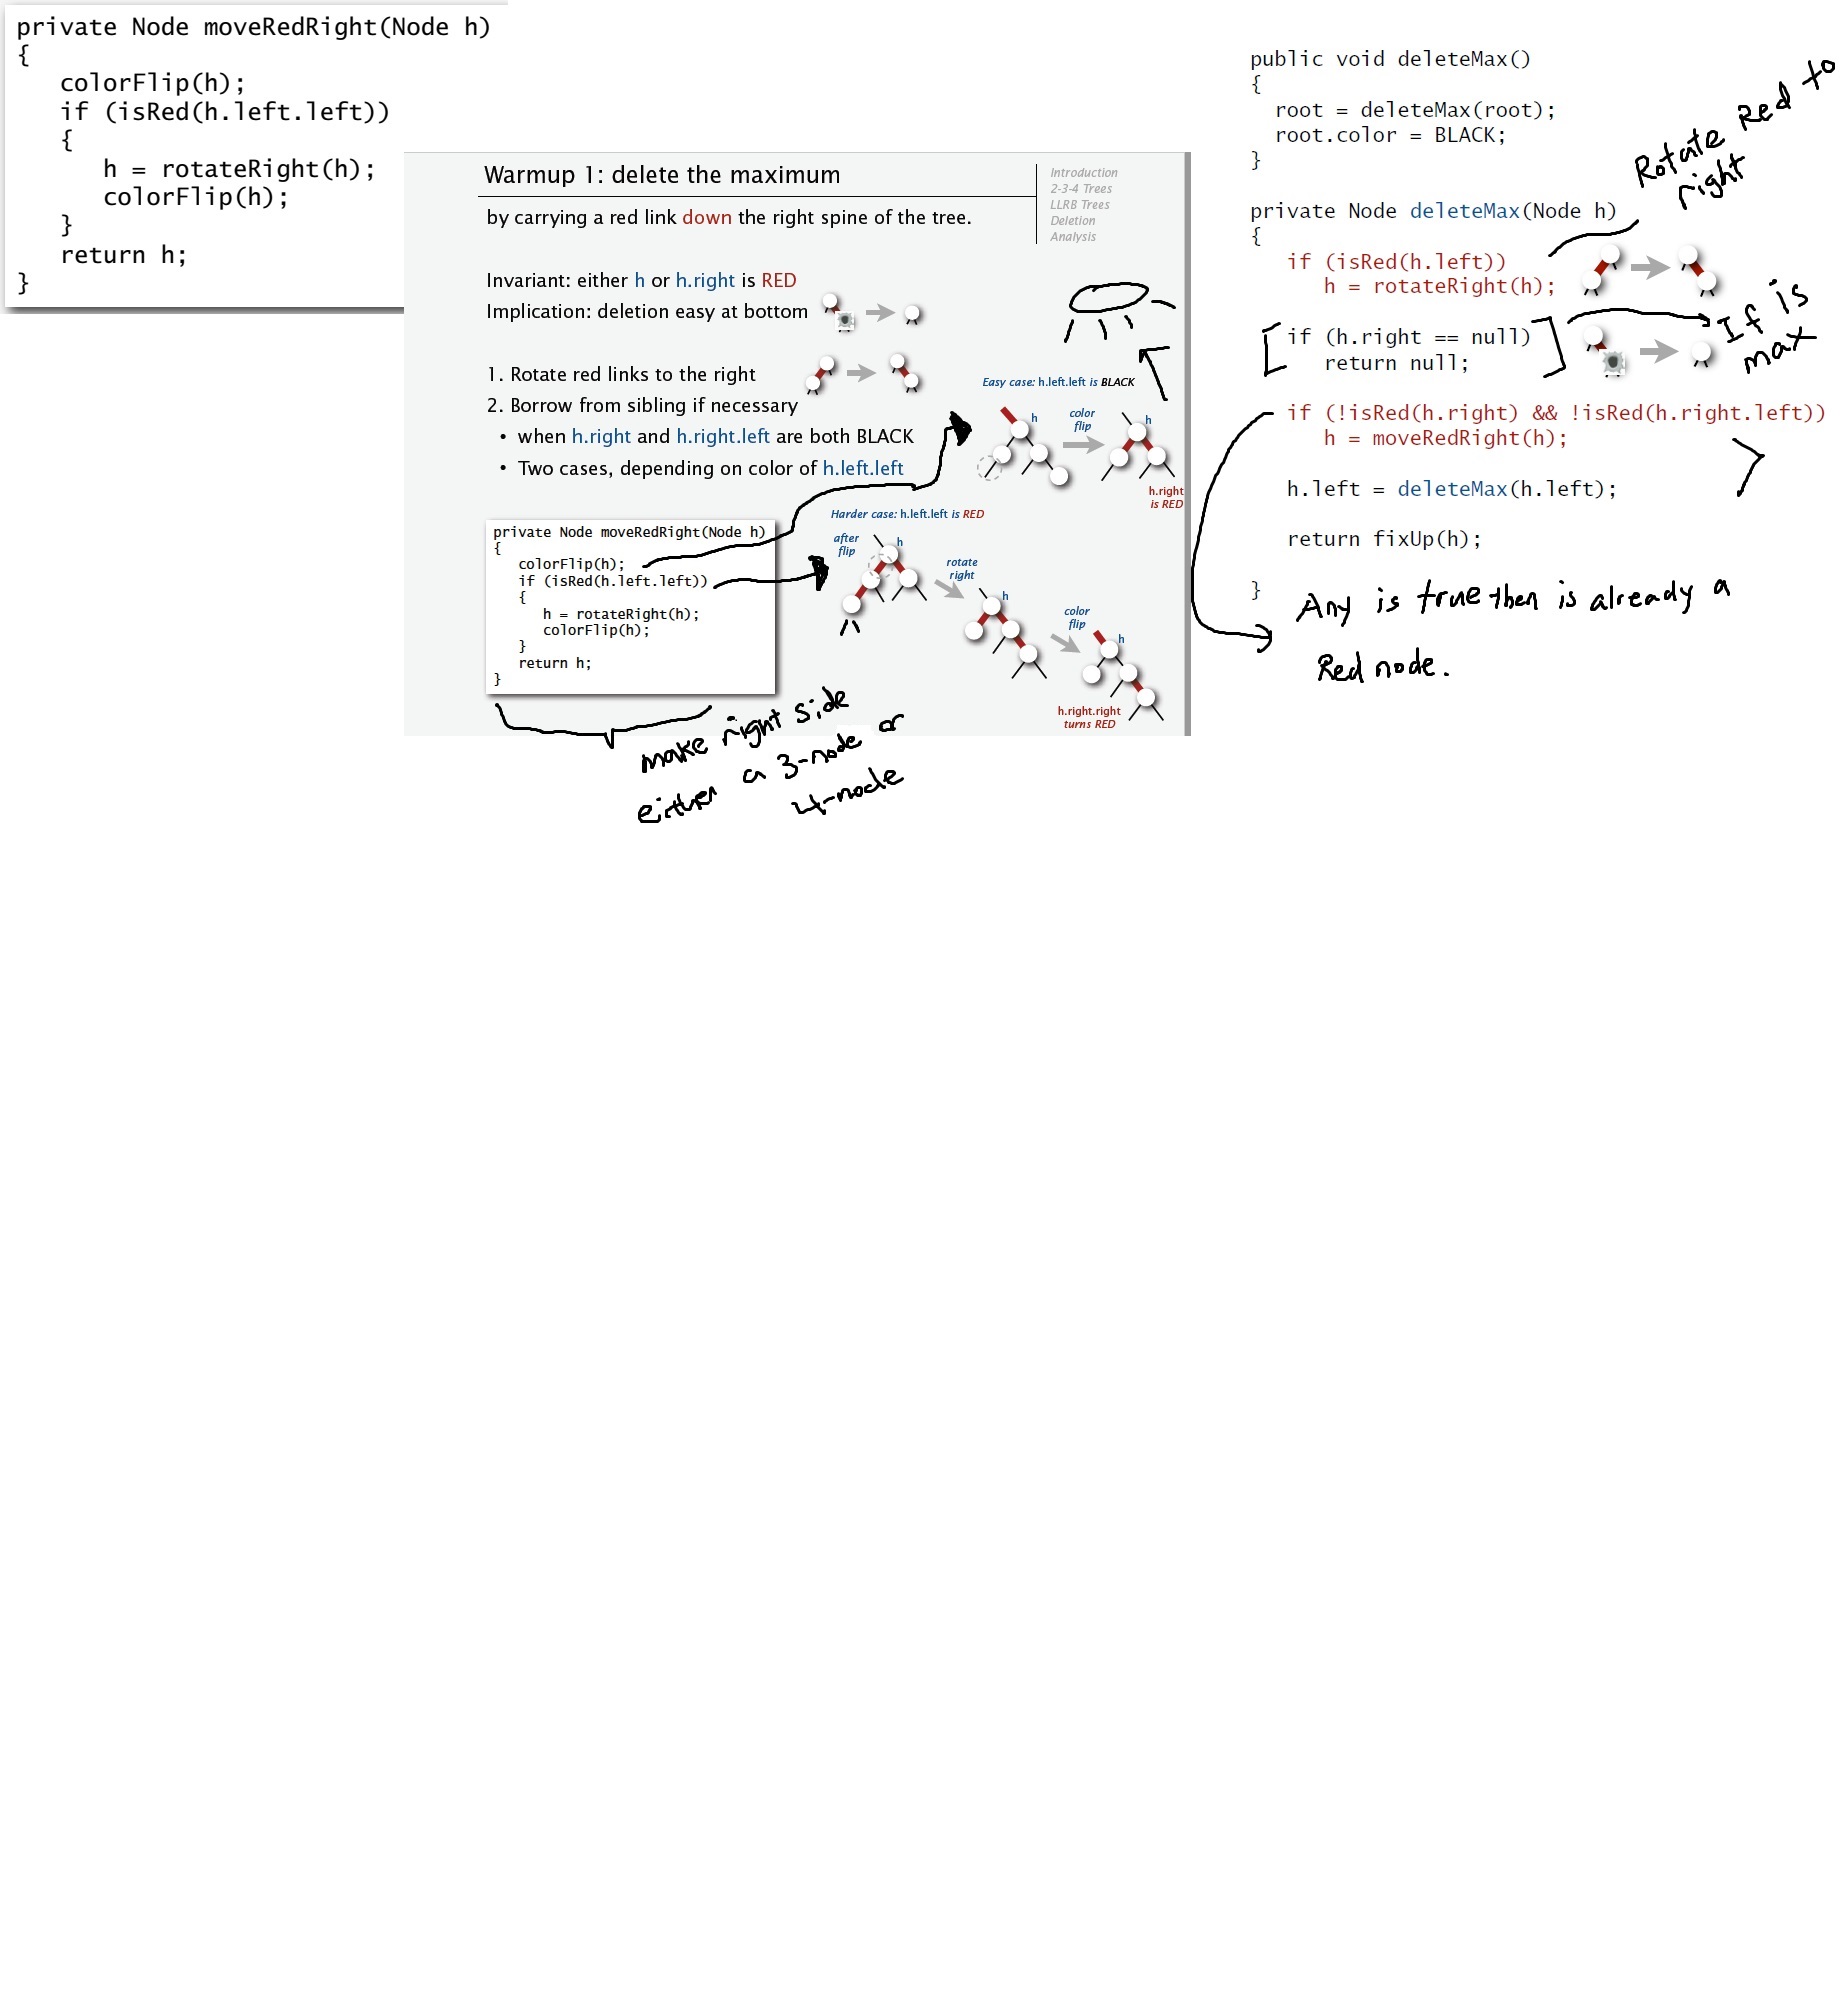 private Node moveRedRight(Node h)
{
colorFlip(h);
if (isRed(h.left.left))
{
h = rotateRight(h);
colorFlip(h);
}
return h;
}
Warmup 1: delete the maximum
by carrying a red link down the right spine of the tree.
Introduction
2-3-4 Trees
LLRB Trees
Deletion
Analysis
Invariant: either h or h.right is RED
Implication: deletion easy at bottom
1. Rotate red links to the right
2. Borrow from sibling if necessary
• when h.right and h.right.left are both BLACK
• Two cases, depending on color of h.left.left
Easy case: h.left.left is BLACK
h
color
flip
h
h.right
is RED
Harder case: h.left.left is RED
after
flip
h
rotate
right
h
color
flip
h
h.right.right
turns RED
private Node moveRedRight(Node h)
{
colorFlip(h);
if (isRed(h.left.left))
{
h = rotateRight(h);
colorFlip(h);
}
return h;
}
make right side
either a 3-node or
4-node
public void deleteMax()
{
root = deleteMax(root);
root.color = BLACK;
}
Rotate Red to
right
private Node deleteMax(Node h)
{
if (isRed(h.left))
h = rotateRight(h);
if (h.right == null)
return null;
If is
max
if (!isRed(h.right) && !isRed(h.right.left))
h = moveRedRight(h);
h.left = deleteMax(h.left);
return fixUp(h);
}
Any is true then is already a
Red node.